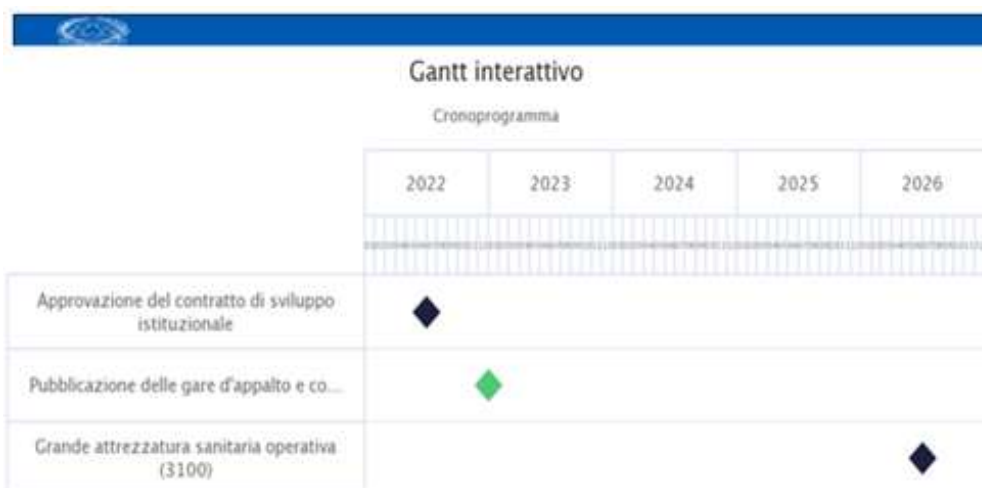 Gantt interattivo
Cronoprogramma
2022 2023 2024 2025 2026
Approvazione del contratto di sviluppo
istituzionale
Pubblicazione delle gare d'appalto e co...
Grande attrezzatura sanitaria operativa
(3100)